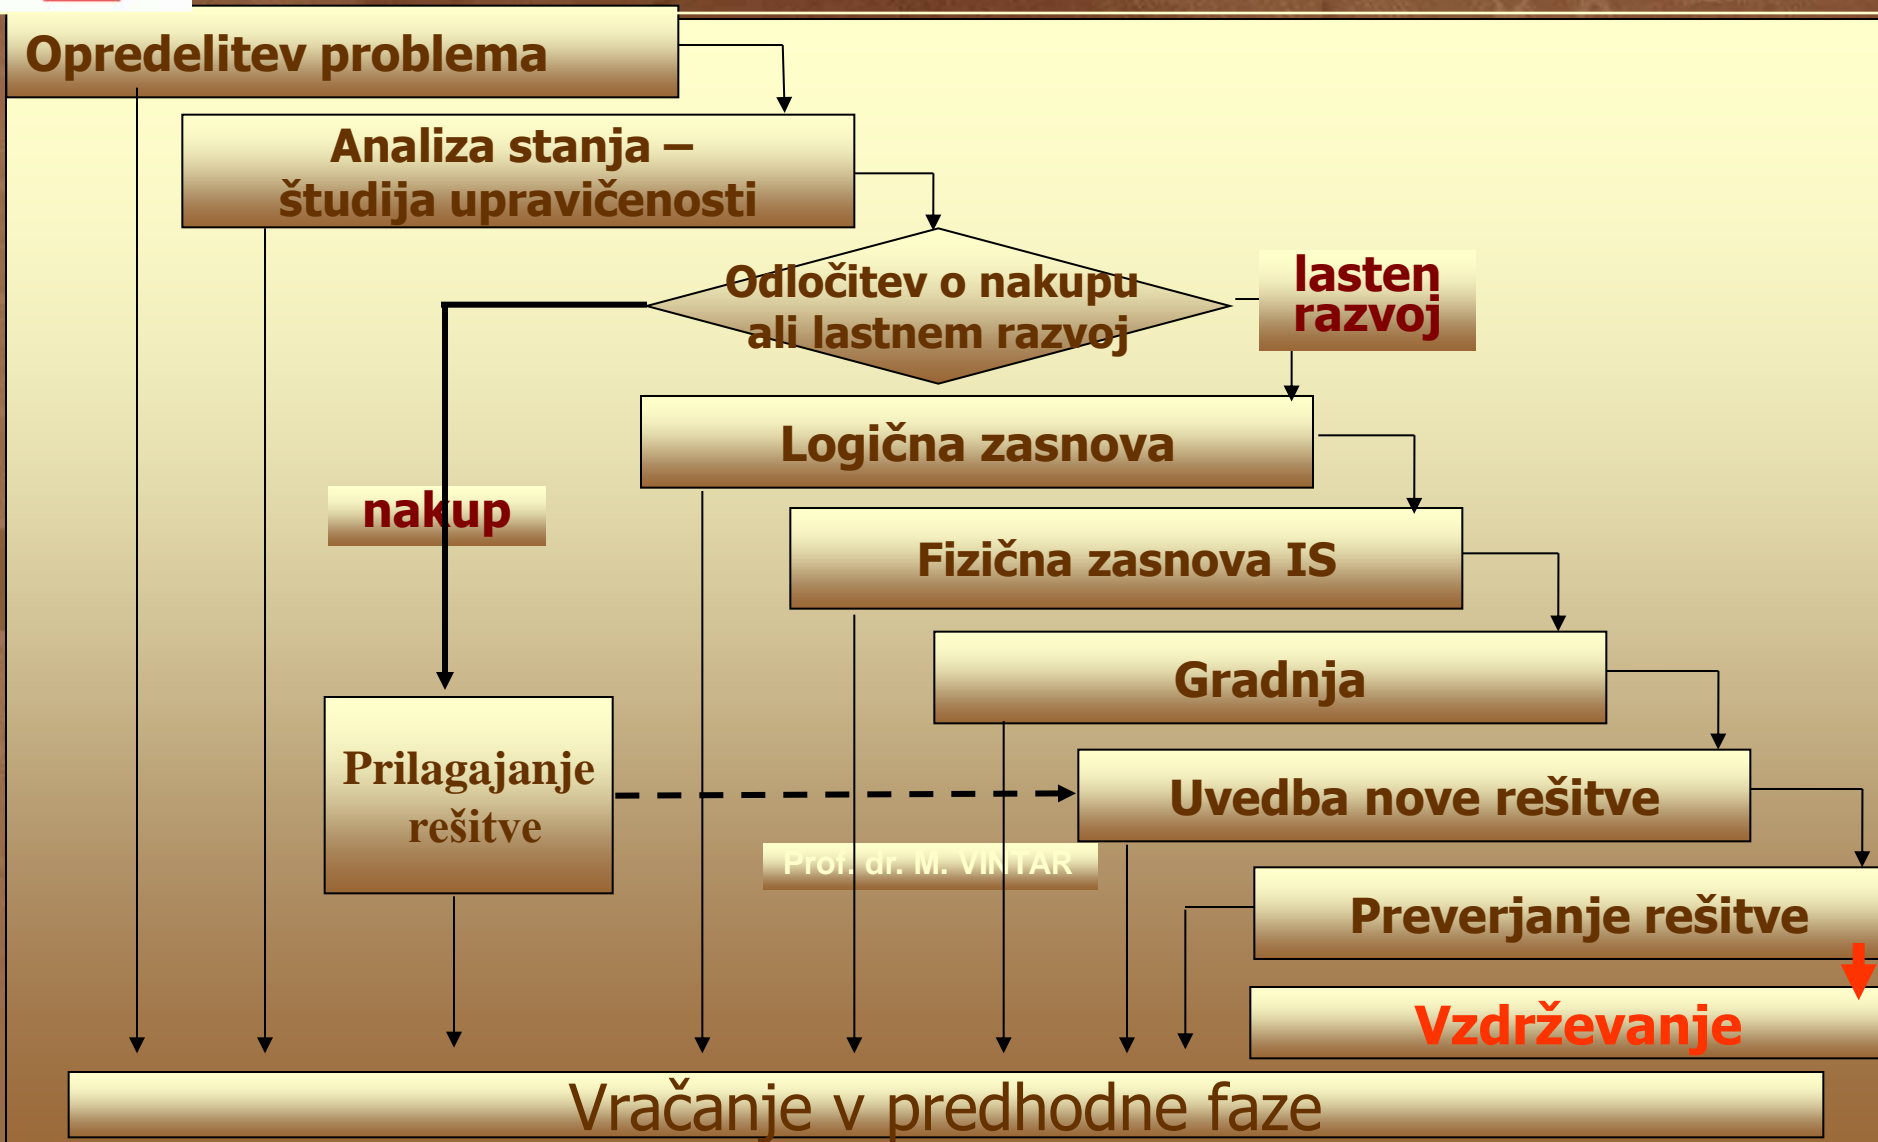 Opredelitev problema
Analiza stanja –
študija upravičenosti
Odločitev o nakupu
ali lastnem razvoj
lasten
razvoj
Logična zasnova
nakup
Fizična zasnova IS
Gradnja
Prilagajanje
rešitve
Uvedba nove rešitve
Prof. dr. M. VINTAR
Preverjanje rešitve
Vzdrževanje
Vračanje v predhodne faze